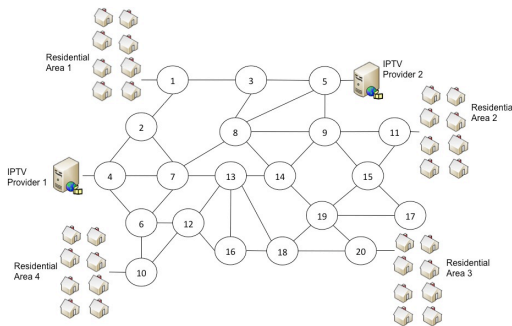 Residential
Area 1
IPTV
Provider 2
1
3
5
Residential
Area 2
2
8
9
11
IPTV
Provider 1
4
7
13
14
15
6
12
19
17
Residential
Area 4
10
16
18
20
Residential
Area 3